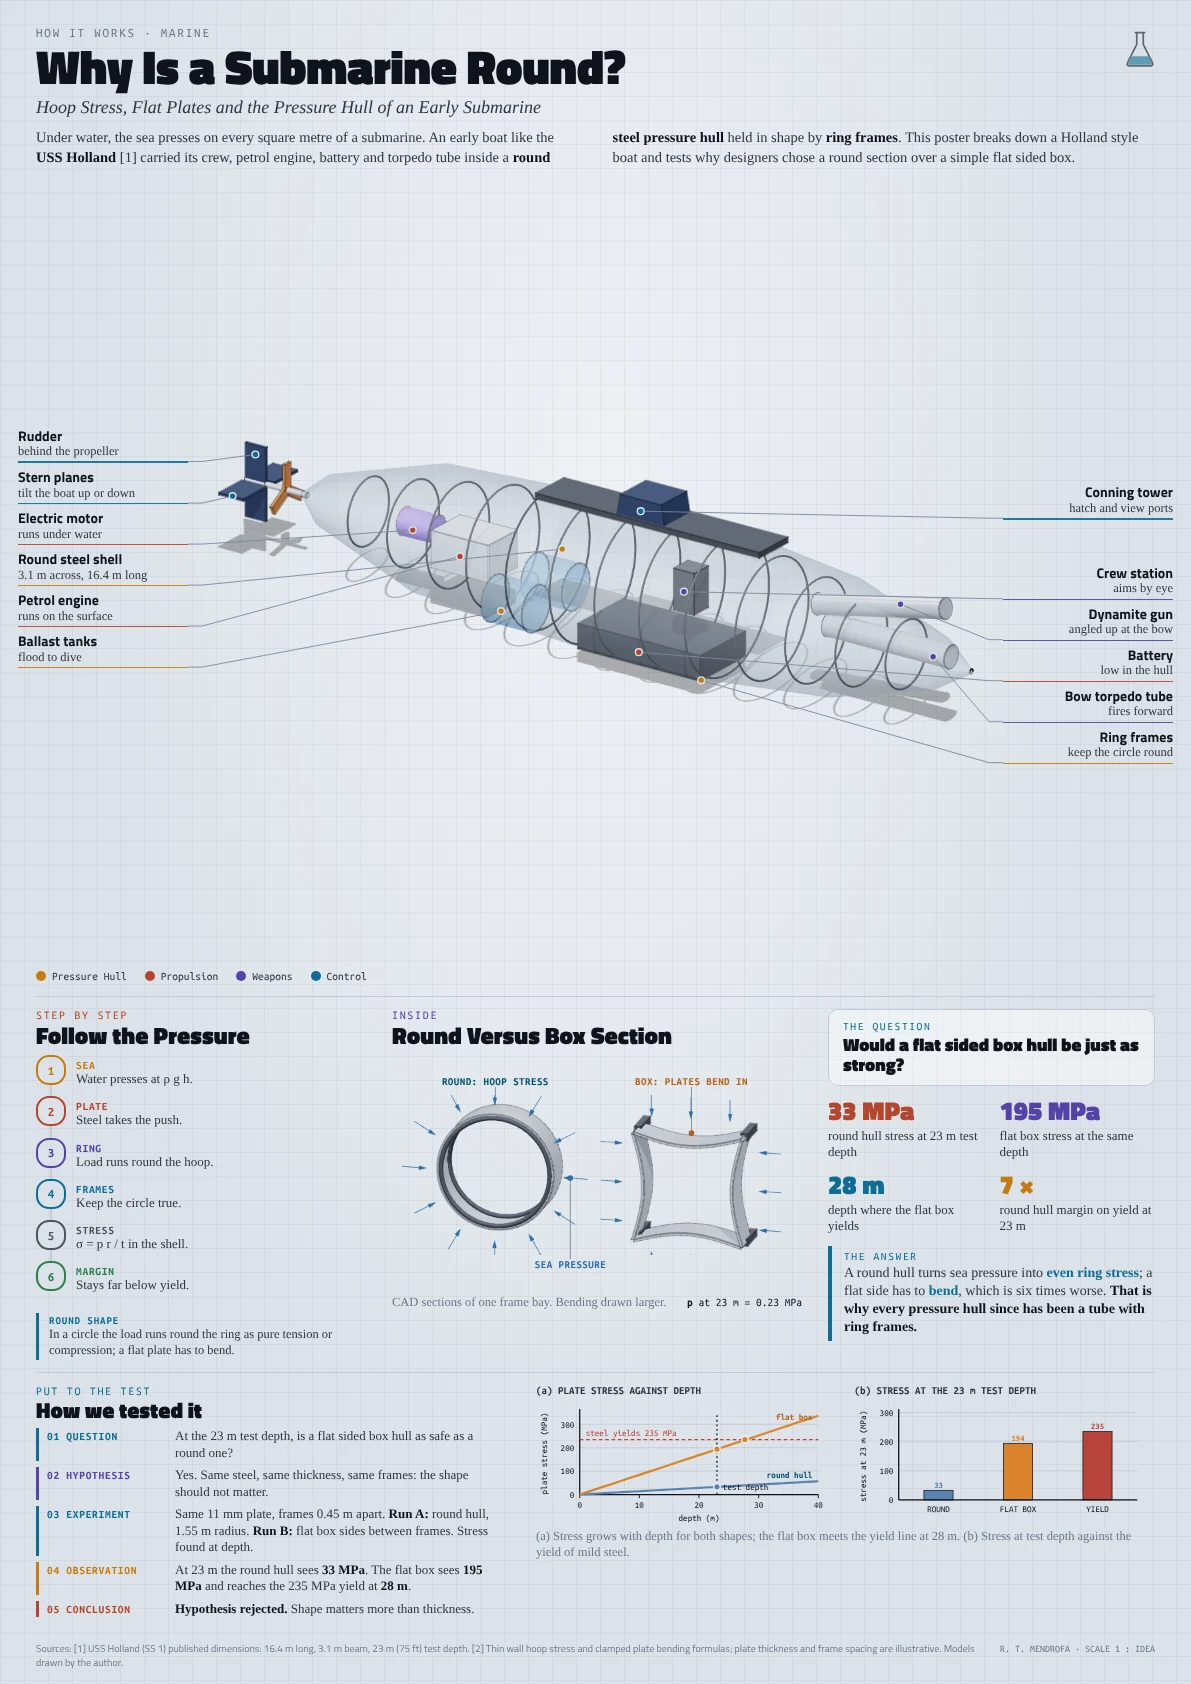 HOW IT WORKS · MARINE
Why Is a Submarine Round?
Hoop Stress, Flat Plates and the Pressure Hull of an Early Submarine
Under water, the sea presses on every square metre of a submarine. An early boat like the
USS Holland [1] carried its crew, petrol engine, battery and torpedo tube inside a round
steel pressure hull held in shape by ring frames. This poster breaks down a Holland style
boat and tests why designers chose a round section over a simple flat sided box.
Rudder
behind the propeller
Stern planes
tilt the boat up or down
Electric motor
runs under water
Round steel shell
3.1 m across, 16.4 m long
Petrol engine
runs on the surface
Ballast tanks
flood to dive
Conning tower
hatch and view ports
Crew station
aims by eye
Dynamite gun
angled up at the bow
Battery
low in the hull
Bow torpedo tube
fires forward
Ring frames
keep the circle round
Pressure Hull
Propulsion
Weapons
Control
STEP BY STEP
Follow the Pressure
1
SEA
Water presses at ρ g h.
2
PLATE
Steel takes the push.
3
RING
Load runs round the hoop.
4
FRAMES
Keep the circle true.
5
STRESS
σ = p r / t in the shell.
6
MARGIN
Stays far below yield.
ROUND SHAPE
In a circle the load runs round the ring as pure tension or
compression; a flat plate has to bend.
INSIDE
Round Versus Box Section
ROUND: HOOP STRESS
BOX: PLATES BEND IN
SEA PRESSURE
CAD sections of one frame bay. Bending drawn larger.
p at 23 m = 0.23 MPa
THE QUESTION
Would a flat sided box hull be just as
strong?
33 MPa
round hull stress at 23 m test
depth
195 MPa
flat box stress at the same
depth
28 m
depth where the flat box
yields
7 ×
round hull margin on yield at
23 m
THE ANSWER
A round hull turns sea pressure into even ring stress; a
flat side has to bend, which is six times worse. That is
why every pressure hull since has been a tube with
ring frames.
PUT TO THE TEST
How we tested it
01 QUESTION
At the 23 m test depth, is a flat sided box hull as safe as a
round one?
02 HYPOTHESIS
Yes. Same steel, same thickness, same frames: the shape
should not matter.
03 EXPERIMENT
Same 11 mm plate, frames 0.45 m apart. Run A: round hull,
1.55 m radius. Run B: flat box sides between frames. Stress
found at depth.
04 OBSERVATION
At 23 m the round hull sees 33 MPa. The flat box sees 195
MPa and reaches the 235 MPa yield at 28 m.
05 CONCLUSION
Hypothesis rejected. Shape matters more than thickness.
(a) PLATE STRESS AGAINST DEPTH
plate stress (MPa)
300
200
100
0
flat box
steel yields 235 MPa
round hull
test depth
0 10 20 30 40
depth (m)
(b) STRESS AT THE 23 m TEST DEPTH
stress at 23 m (MPa)
300
200
100
0
33
194
235
ROUND FLAT BOX YIELD
(a) Stress grows with depth for both shapes; the flat box meets the yield line at 28 m. (b) Stress at test depth against the
yield of mild steel.
Sources: [1] USS Holland (SS 1) published dimensions: 16.4 m long, 3.1 m beam, 23 m (75 ft) test depth. [2] Thin wall hoop stress and clamped plate bending formulas; plate thickness and frame spacing are illustrative. Models
drawn by the author.
R. T. MENDROFA · SCALE 1 : IDEA